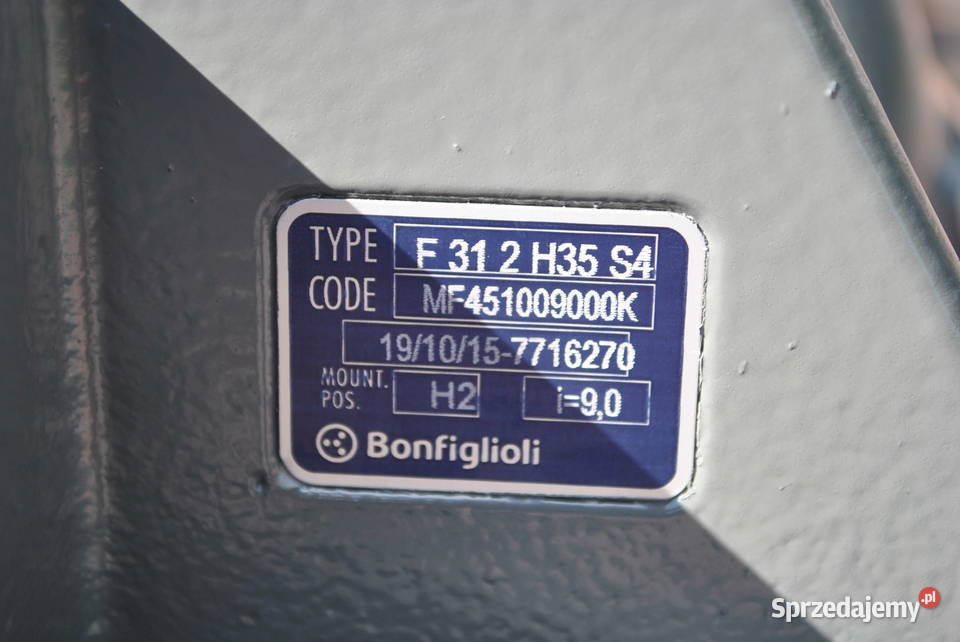 TYPE F 31 2 H35 S4
CODE MF451009000K
19/10/15-7716270
MOUNT. POS. H2 i=9,0
Bonfiglioli
Sprzedajemy.pl